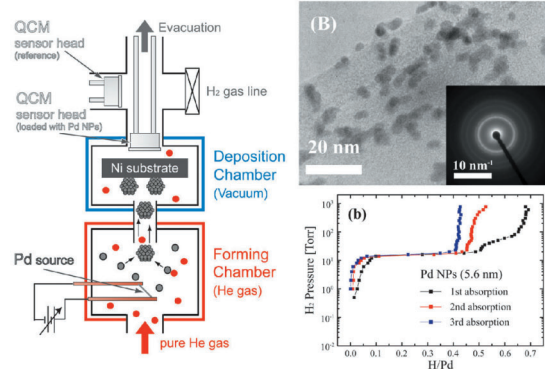 QCM
sensor head
(reference)
Evacuation
H₂ gas line
QCM
sensor head
(loaded with Pd NPs)
Ni substrate
Deposition
Chamber
(Vacuum)
Forming
Chamber
(He gas)
Pd source
pure He gas
(B)
20 nm
10 nm⁻¹
(b)
H₂ Pressure [Torr]
10³
10²
10¹
10⁰
10⁻¹
10⁻²
Pd NPs (5.6 nm)
1st absorption
2nd absorption
3rd absorption
0.0 0.1 0.2 0.3 0.4 0.5 0.6 0.7
H/Pd